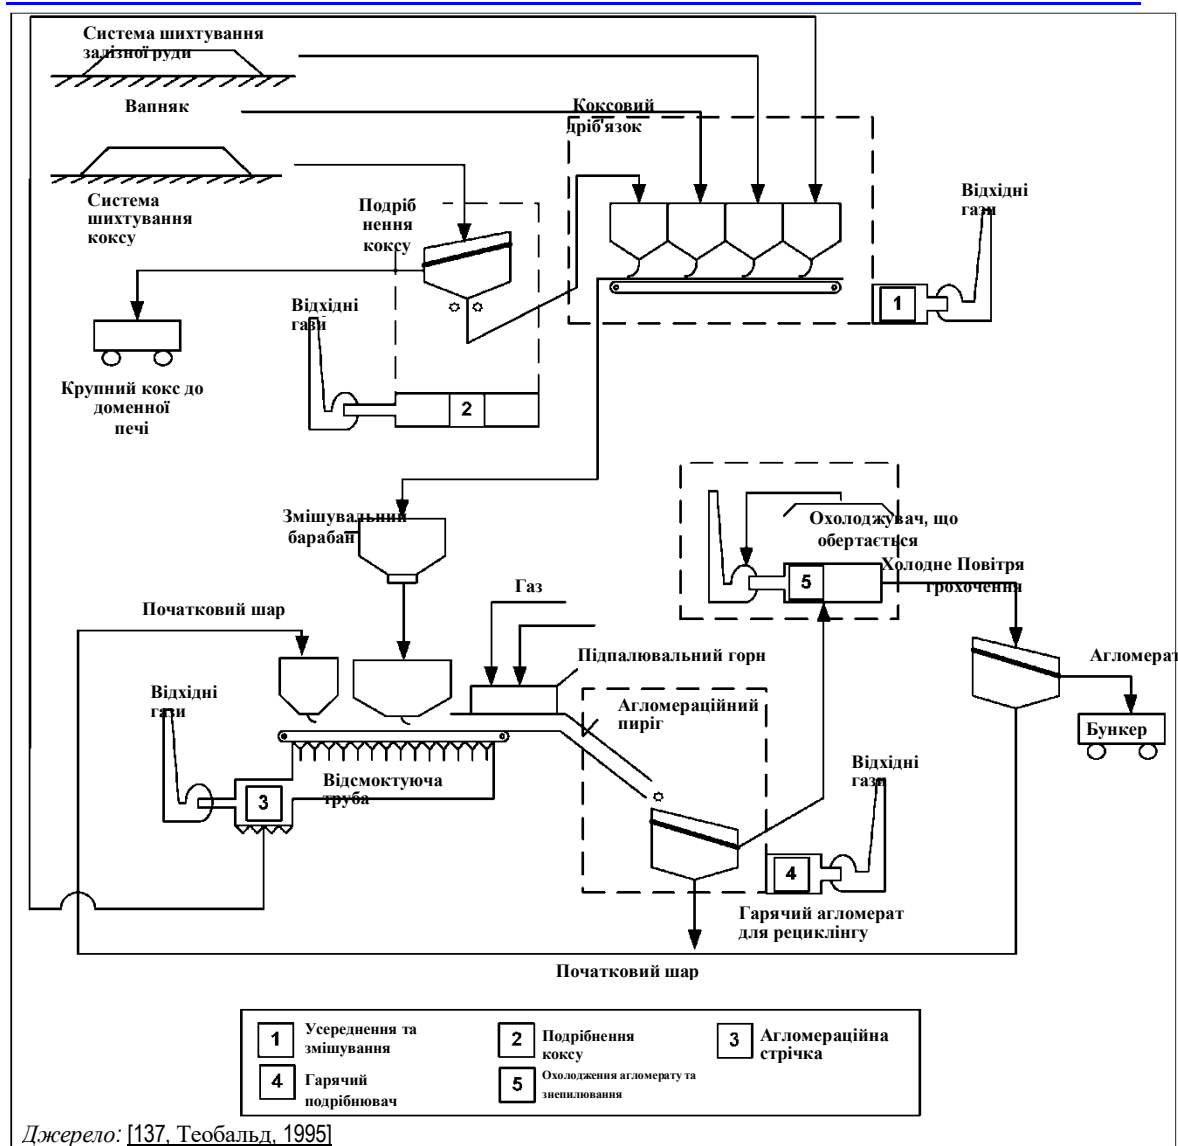 Система шихтування
залізної руди
Вапняк
Коксовий
дріб'язок
Система
шихтування
коксу
Подріб
нення
коксу
Відхідні
гази
Відхідні
гази
1
Крупний кокс до
доменної
печі
2
Змішувальний
барабан
Охолоджувач, що
обертається
Холодне Повітря
грохочення
5
Газ
Початковий шар
Підпалювальний горн
Агломерат
Відхідні
гази
Агломераційний
пиріг
Бункер
Відсмоктуюча
труба
3
Відхідні
гази
4
Гарячий агломерат
для рециклінгу
Початковий шар
1 Усереднення та
змішування
2 Подрібнення
коксу
3 Агломераційна
стрічка
4 Гарячий
подрібнювач
5 Охолодження агломерату та
знепилювання
Джерело: [137, Теобальд, 1995]